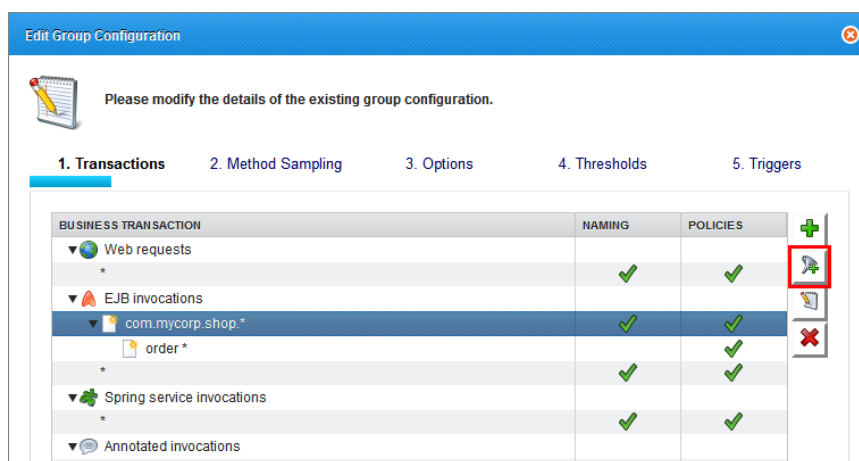 Edit Group Configuration
Please modify the details of the existing group configuration.
1. Transactions 2. Method Sampling 3. Options 4. Thresholds 5. Triggers
BUSINESS TRANSACTION NAMING POLICIES
Web requests
*
EJB invocations
com.mycorp.shop.*
order *
*
Spring service invocations
*
Annotated invocations